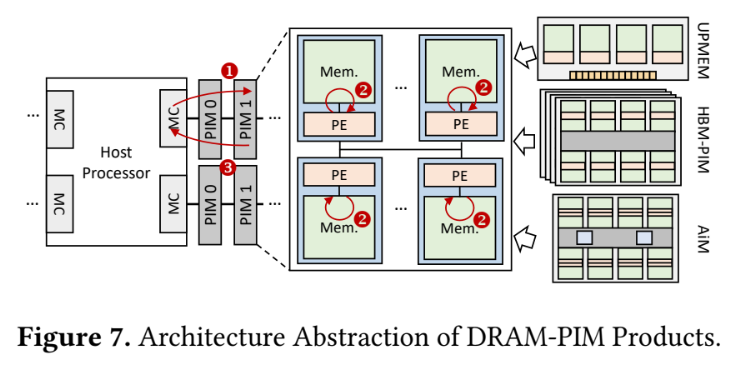 1
... MC MC PIM 0 PIM 1 ...
Host
Processor
3
... MC MC PIM 0 PIM 1 ...
Mem. ... Mem.
2 2
PE PE
PE PE
2 ... 2
Mem. Mem.
UPMEM
HBM-PIM
AiM
Figure 7. Architecture Abstraction of DRAM-PIM Products.